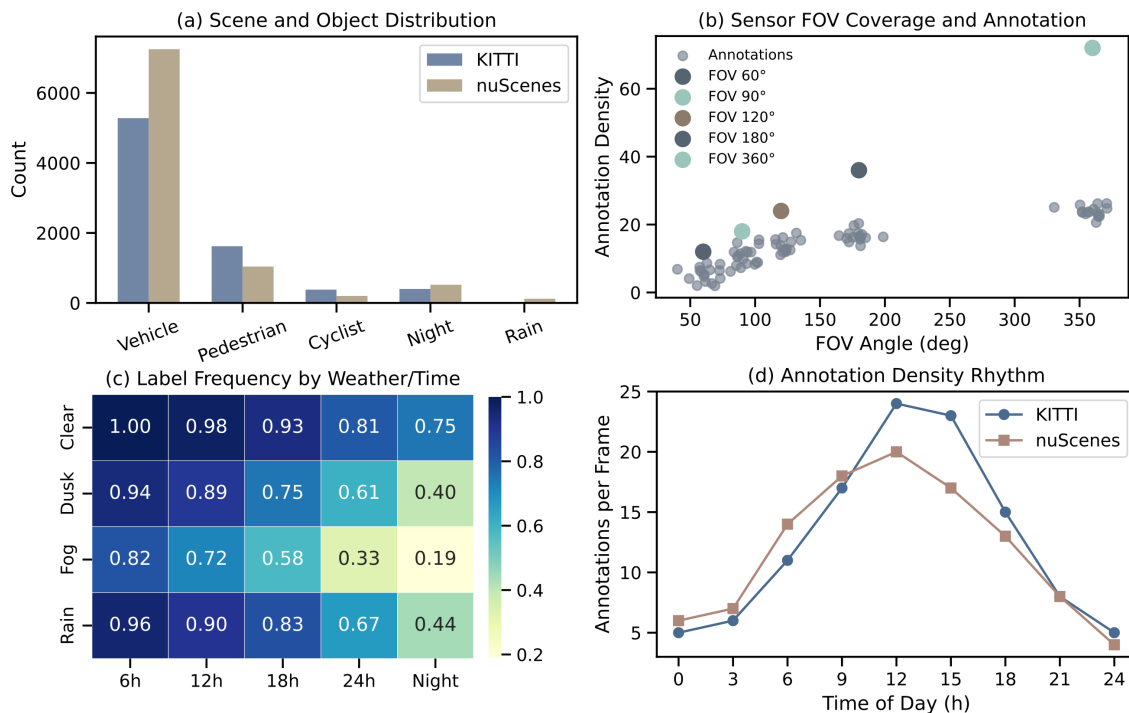 (a) Scene and Object Distribution
KITTI
nuScenes
Count
6000
4000
2000
0
Vehicle
Pedestrian
Cyclist
Night
Rain
(b) Sensor FOV Coverage and Annotation
Annotations
FOV 60°
FOV 90°
FOV 120°
FOV 180°
FOV 360°
Annotation Density
60
40
20
0
50 100 150 200 250 300 350
FOV Angle (deg)
(c) Label Frequency by Weather/Time
Clear 1.00 0.98 0.93 0.81 0.75
Dusk 0.94 0.89 0.75 0.61 0.40
Fog 0.82 0.72 0.58 0.33 0.19
Rain 0.96 0.90 0.83 0.67 0.44
6h 12h 18h 24h Night
1.0
0.8
0.6
0.4
0.2
(d) Annotation Density Rhythm
KITTI
nuScenes
Annotations per Frame
25
20
15
10
5
0 3 6 9 12 15 18 21 24
Time of Day (h)